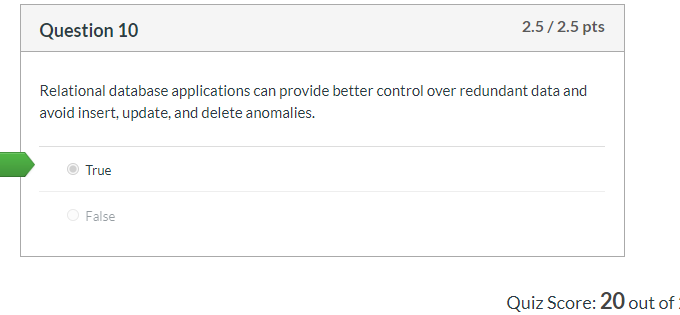 Question 10
2.5 / 2.5 pts
Relational database applications can provide better control over redundant data and
avoid insert, update, and delete anomalies.
True
False
Quiz Score: 20 out of